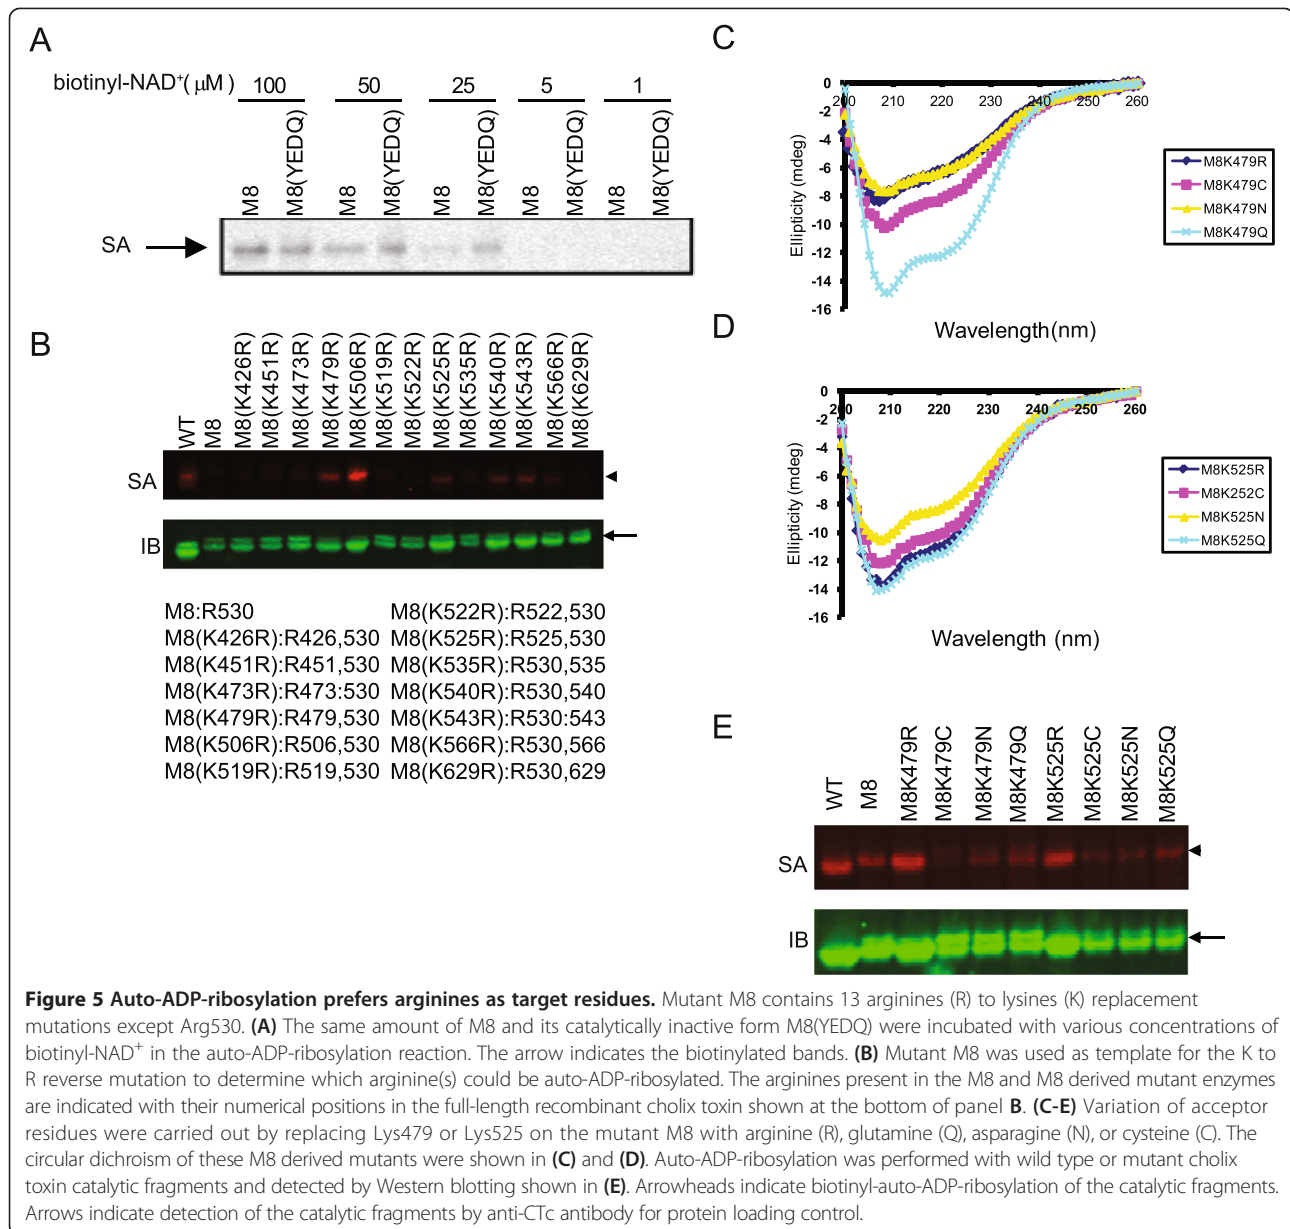 A
biotinyl-NAD+( μM)
100 50 25 5 1
M8
M8(YEDQ)
M8
M8(YEDQ)
M8
M8(YEDQ)
M8
M8(YEDQ)
M8
M8(YEDQ)
SA
B
WT
M8
M8(K426R)
M8(K451R)
M8(K473R)
M8(K479R)
M8(K506R)
M8(K519R)
M8(K522R)
M8(K525R)
M8(K535R)
M8(K540R)
M8(K543R)
M8(K566R)
M8(K629R)
SA
IB
M8:R530
M8(K426R):R426,530
M8(K451R):R451,530
M8(K473R):R473:530
M8(K479R):R479,530
M8(K506R):R506,530
M8(K519R):R519,530
M8(K522R):R522,530
M8(K525R):R525,530
M8(K535R):R530,535
M8(K540R):R530,540
M8(K543R):R530:543
M8(K566R):R530,566
M8(K629R):R530,629
C
0
-2
-4
-6
-8
-10
-12
-14
-16
200 210 220 230 240 250 260
Ellipticity (mdeg)
Wavelength(nm)
M8K479R
M8K479C
M8K479N
M8K479Q
D
0
-2
-4
-6
-8
-10
-12
-14
-16
200 210 220 230 240 250 260
Ellipticity (mdeg)
Wavelength (nm)
M8K525R
M8K252C
M8K525N
M8K525Q
E
WT
M8
M8K479R
M8K479C
M8K479N
M8K479Q
M8K525R
M8K525C
M8K525N
M8K525Q
SA
IB
Figure 5 Auto-ADP-ribosylation prefers arginines as target residues. Mutant M8 contains 13 arginines (R) to lysines (K) replacement
mutations except Arg530. (A) The same amount of M8 and its catalytically inactive form M8(YEDQ) were incubated with various concentrations of
biotinyl-NAD+ in the auto-ADP-ribosylation reaction. The arrow indicates the biotinylated bands. (B) Mutant M8 was used as template for the K to
R reverse mutation to determine which arginine(s) could be auto-ADP-ribosylated. The arginines present in the M8 and M8 derived mutant enzymes
are indicated with their numerical positions in the full-length recombinant cholix toxin shown at the bottom of panel B. (C-E) Variation of acceptor
residues were carried out by replacing Lys479 or Lys525 on the mutant M8 with arginine (R), glutamine (Q), asparagine (N), or cysteine (C). The
circular dichroism of these M8 derived mutants were shown in (C) and (D). Auto-ADP-ribosylation was performed with wild type or mutant cholix
toxin catalytic fragments and detected by Western blotting shown in (E). Arrowheads indicate biotinyl-auto-ADP-ribosylation of the catalytic fragments.
Arrows indicate detection of the catalytic fragments by anti-CTc antibody for protein loading control.